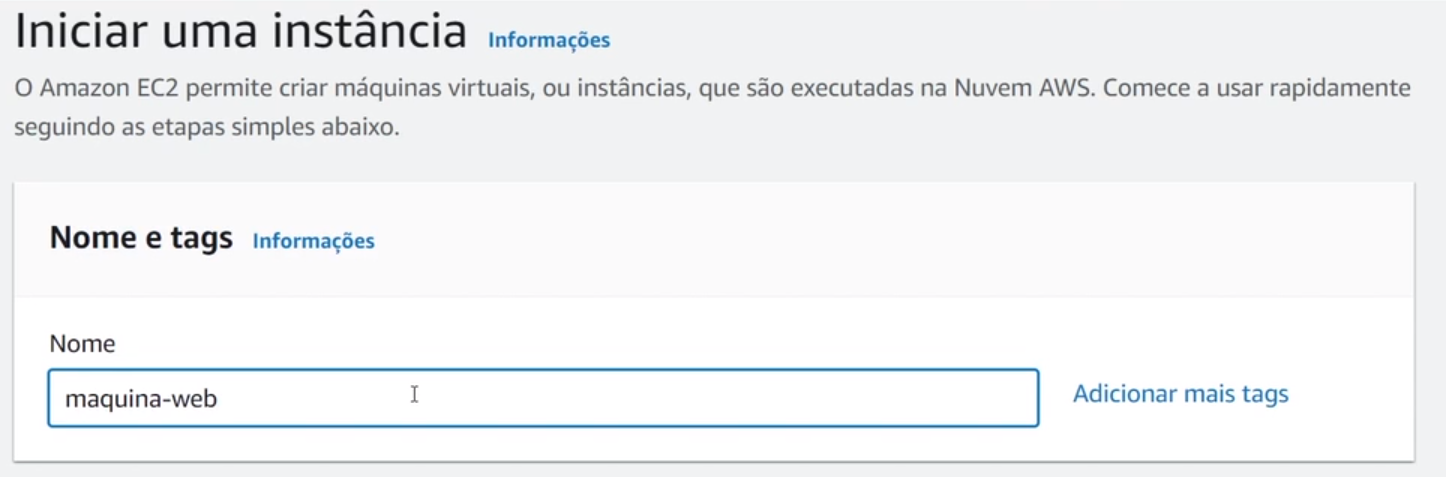 Iniciar uma instância Informações
O Amazon EC2 permite criar máquinas virtuais, ou instâncias, que são executadas na Nuvem AWS. Comece a usar rapidamente
seguindo as etapas simples abaixo.
Nome e tags Informações
Nome
maquina-web Adicionar mais tags